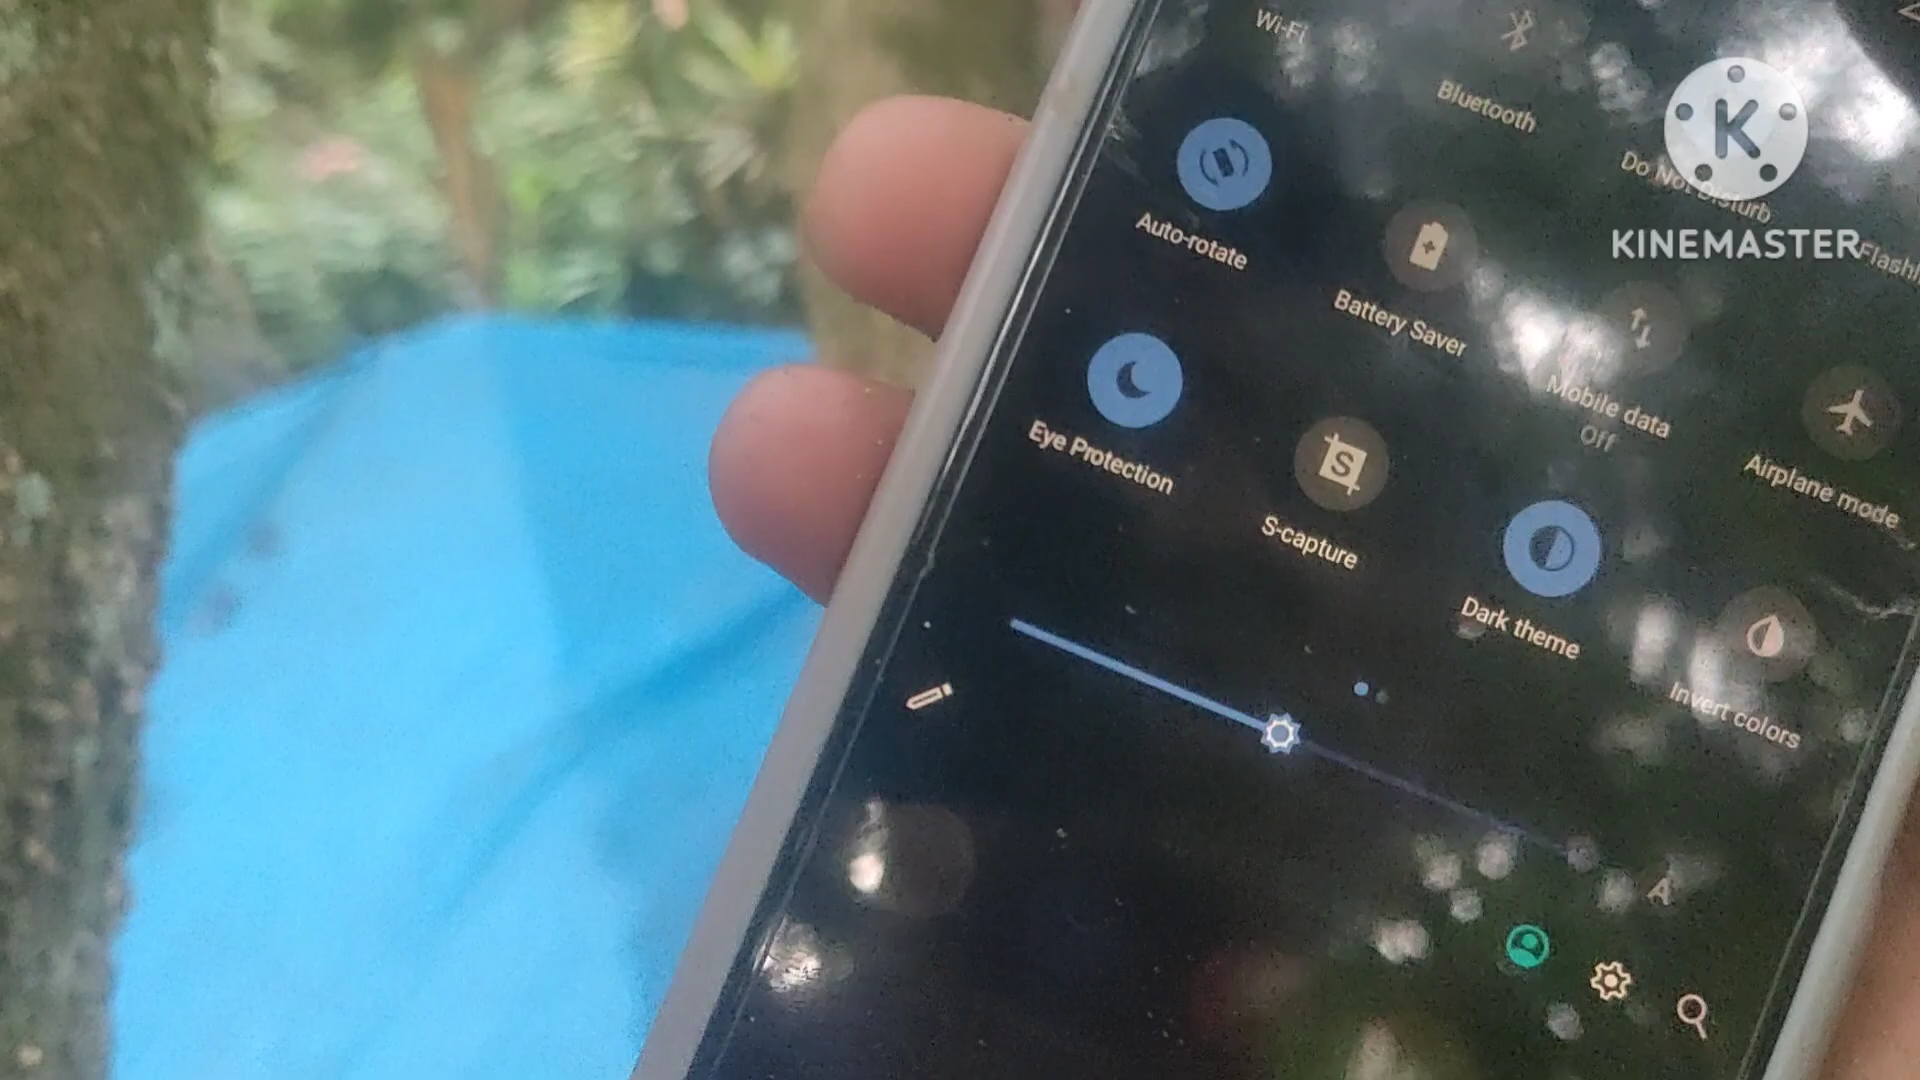 Wi-Fi
Bluetooth
Do Not Disturb
Flashl
K
KINEMASTER
Auto-rotate
Battery Saver
Mobile data
Off
Airplane mode
Eye Protection
S
S-capture
Dark theme
Invert colors
A